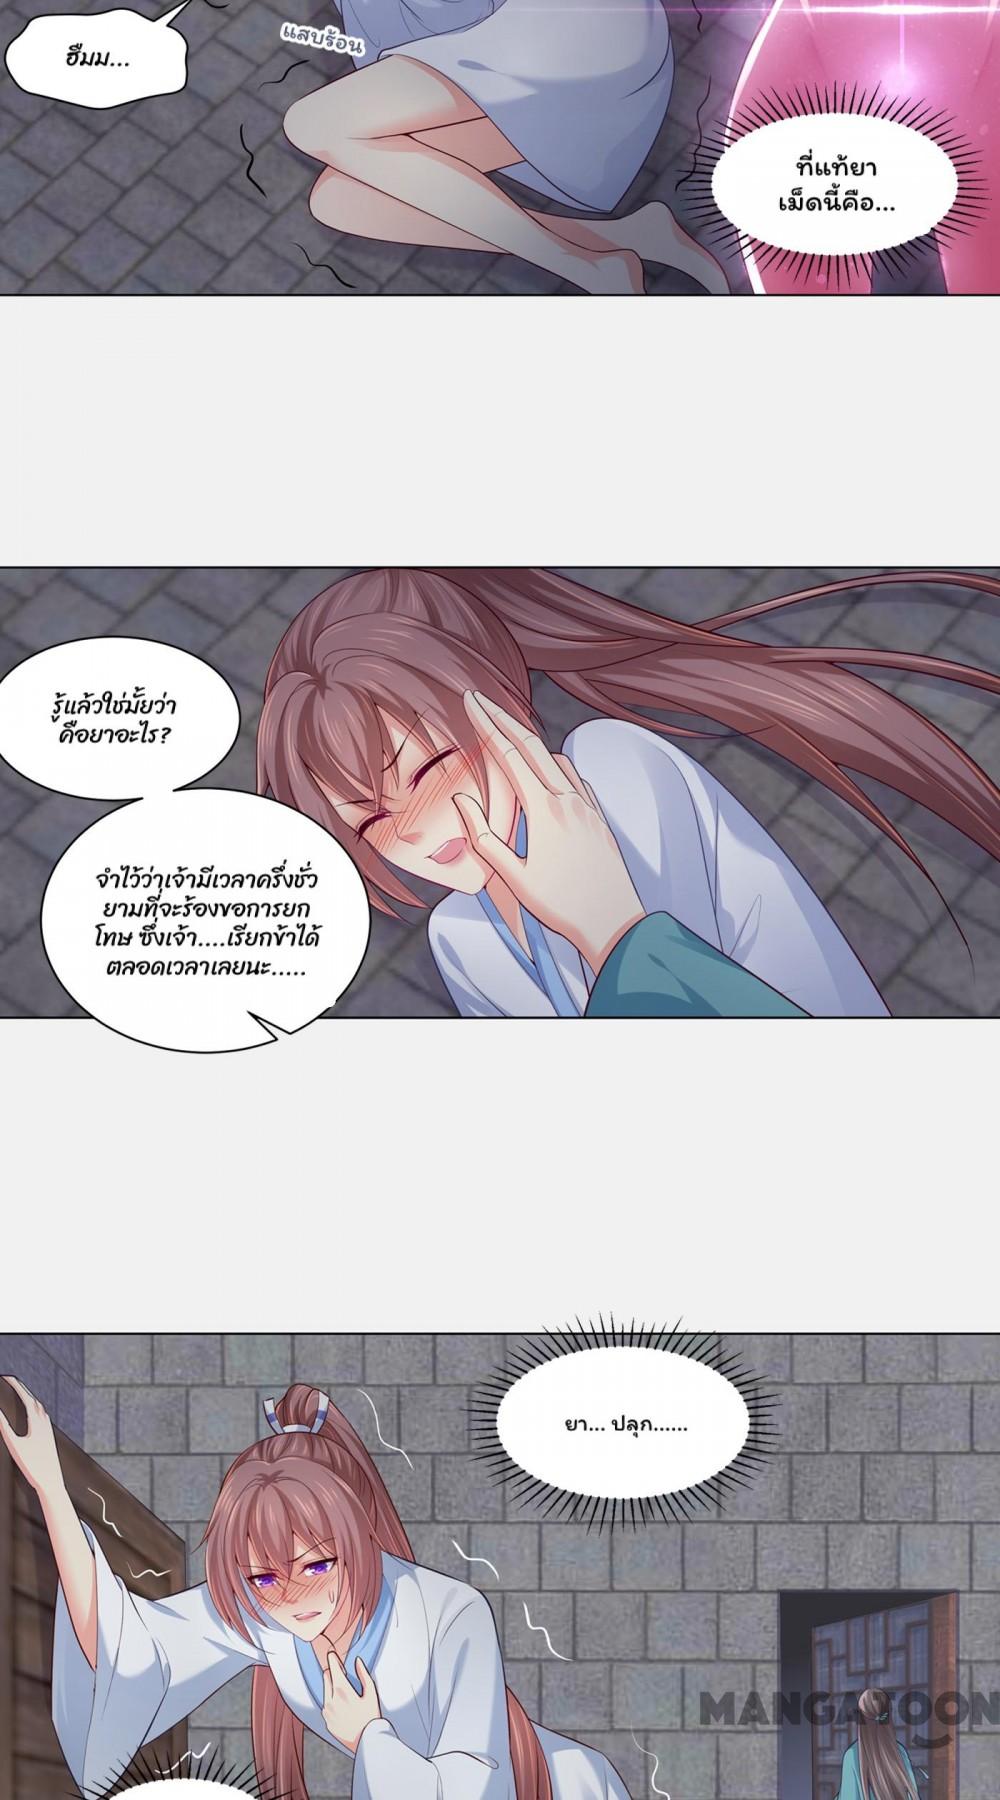 ฮืมม...
แสบร้อน
ที่แท้ยา
เม็ดนี้คือ...
รู้แล้วใช่มั้ยว่า
คือยาอะไร?
จำไว้ว่าเจ้ามีเวลาครึ่งชั่ว
ยามที่จะร้องขอการยก
โทษ ซึ่งเจ้า....เรียกข้าได้
ตลอดเวลาเลยนะ.....
ยา... ปลุก......
MANGATOON